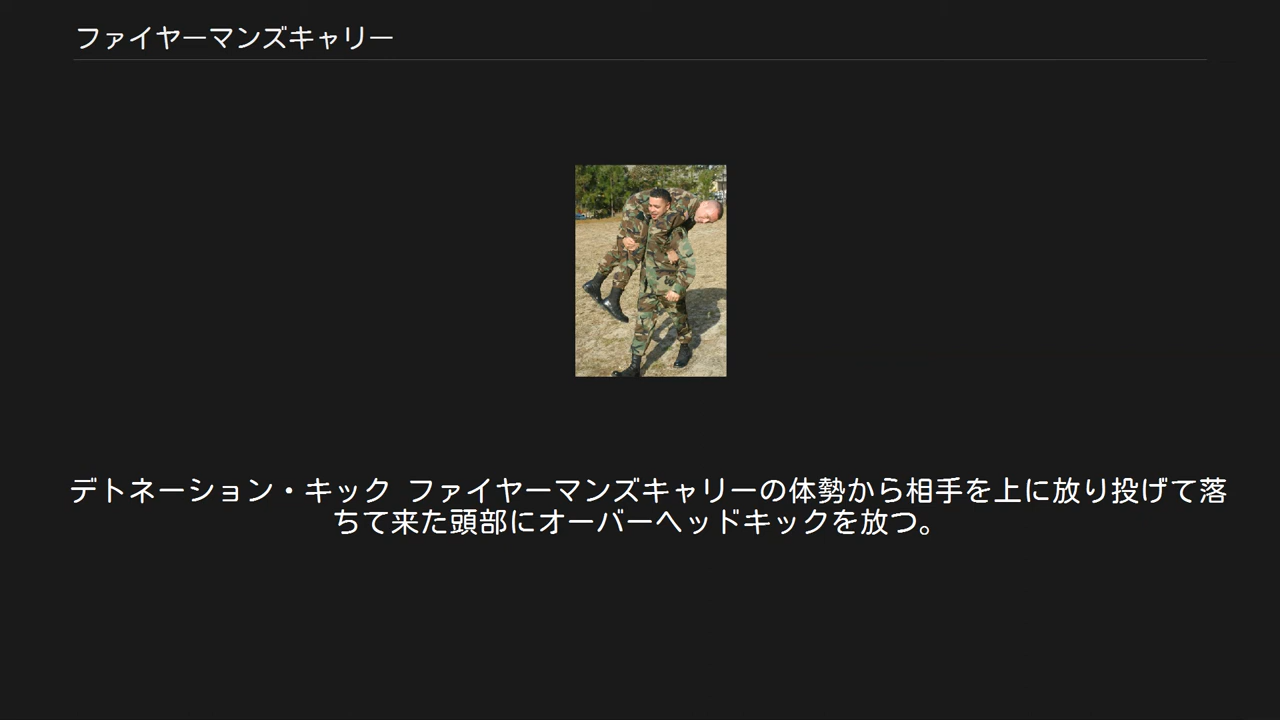 ファイヤーマンズキャリー
デトネーション・キック ファイヤーマンズキャリーの体勢から相手を上に放り投げて落
ちて来た頭部にオーバーヘッドキックを放つ。